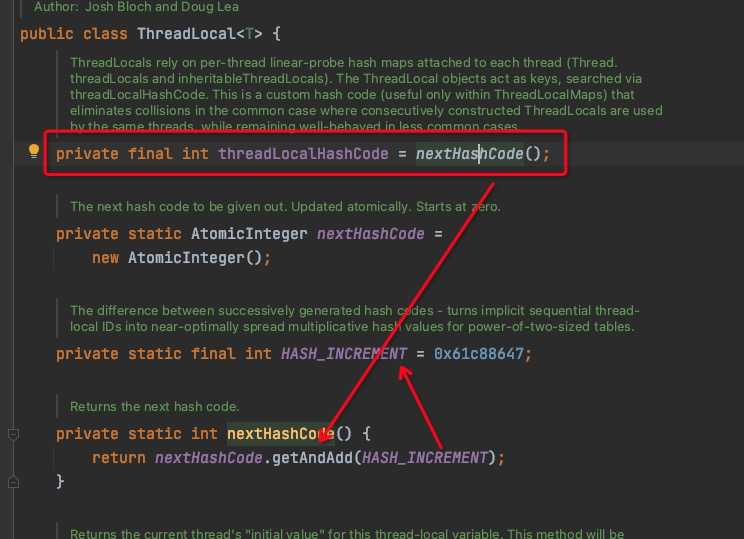 Author: Josh Bloch and Doug Lea
public class ThreadLocal<T> {
ThreadLocals rely on per-thread linear-probe hash maps attached to each thread (Thread.
threadLocals and inheritableThreadLocals). The ThreadLocal objects act as keys, searched via
threadLocalHashCode. This is a custom hash code (useful only within ThreadLocalMaps) that
eliminates collisions in the common case where consecutively constructed ThreadLocals are used
by the same threads, while remaining well-behaved in less common cases.
private final int threadLocalHashCode = nextHashCode();
The next hash code to be given out. Updated atomically. Starts at zero.
private static AtomicInteger nextHashCode =
new AtomicInteger();
The difference between successively generated hash codes - turns implicit sequential thread-
local IDs into near-optimally spread multiplicative hash values for power-of-two-sized tables.
private static final int HASH_INCREMENT = 0x61c88647;
Returns the next hash code.
private static int nextHashCode() {
return nextHashCode.getAndAdd(HASH_INCREMENT);
}
Returns the current thread's "initial value" for this thread-local variable. This method will be